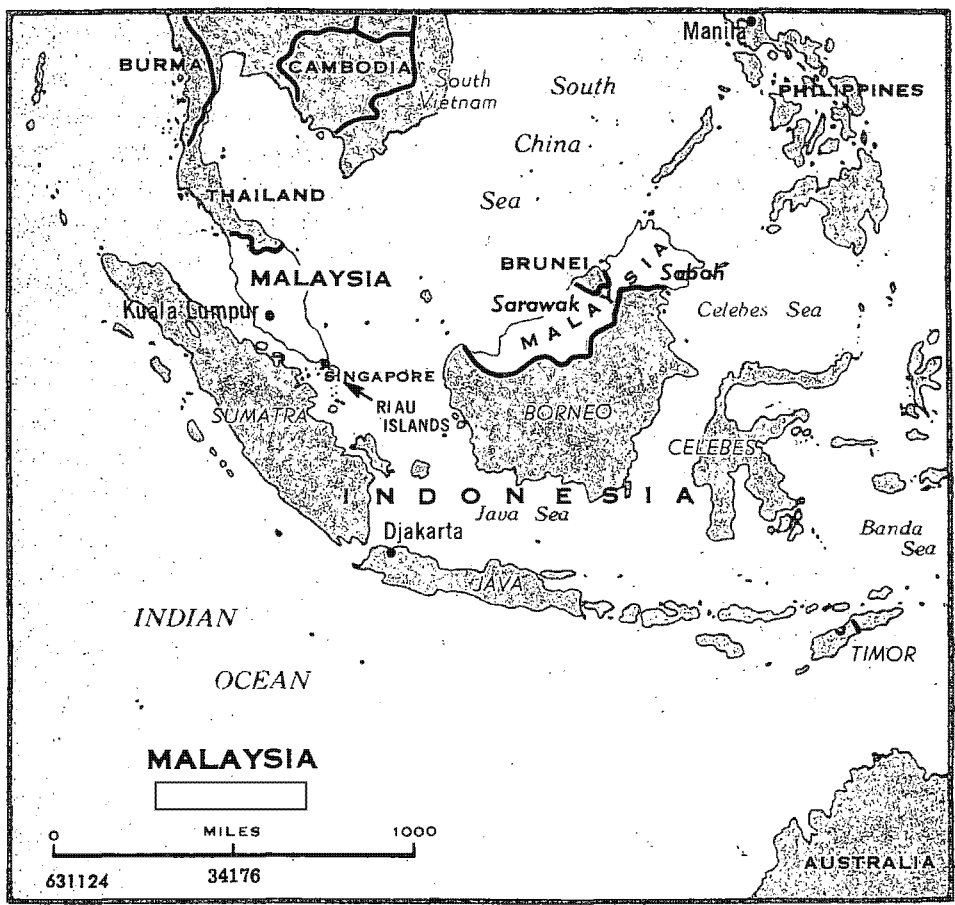 Manila
BURMA
CAMBODIA
South
Vietnam
South
China
Sea
PHILIPPINES
THAILAND
MALAYSIA
Kuala Lumpur
BRUNEI
Sabah
Sarawak
MALAYSIA
Celebes Sea
SINGAPORE
RIAU
ISLANDS
SUMATRA
BORNEO
CELEBES
INDONESIA
Java Sea
Banda
Sea
Djakarta
JAVA
INDIAN
OCEAN
TIMOR
MALAYSIA
0 MILES 1000
631124 34176
AUSTRALIA